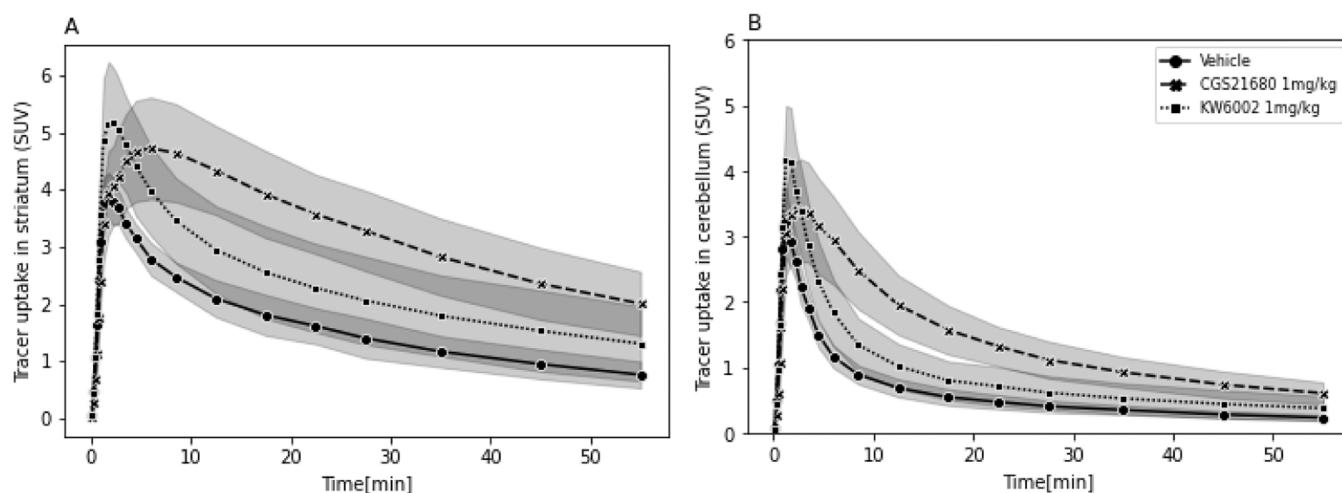 A
Tracer uptake in striatum (SUV)
6
5
4
3
2
1
0
0 10 20 30 40 50
Time[min]
B
Tracer uptake in cerebellum (SUV)
6
5
4
3
2
1
0
Vehicle
CGS21680 1mg/kg
KW6002 1mg/kg
0 10 20 30 40 50
Time[min]